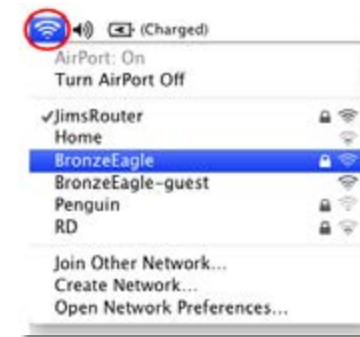 (Charged)
AirPort: On
Turn AirPort Off
✓JimsRouter
Home
BronzeEagle
BronzeEagle-guest
Penguin
RD
Join Other Network...
Create Network...
Open Network Preferences...